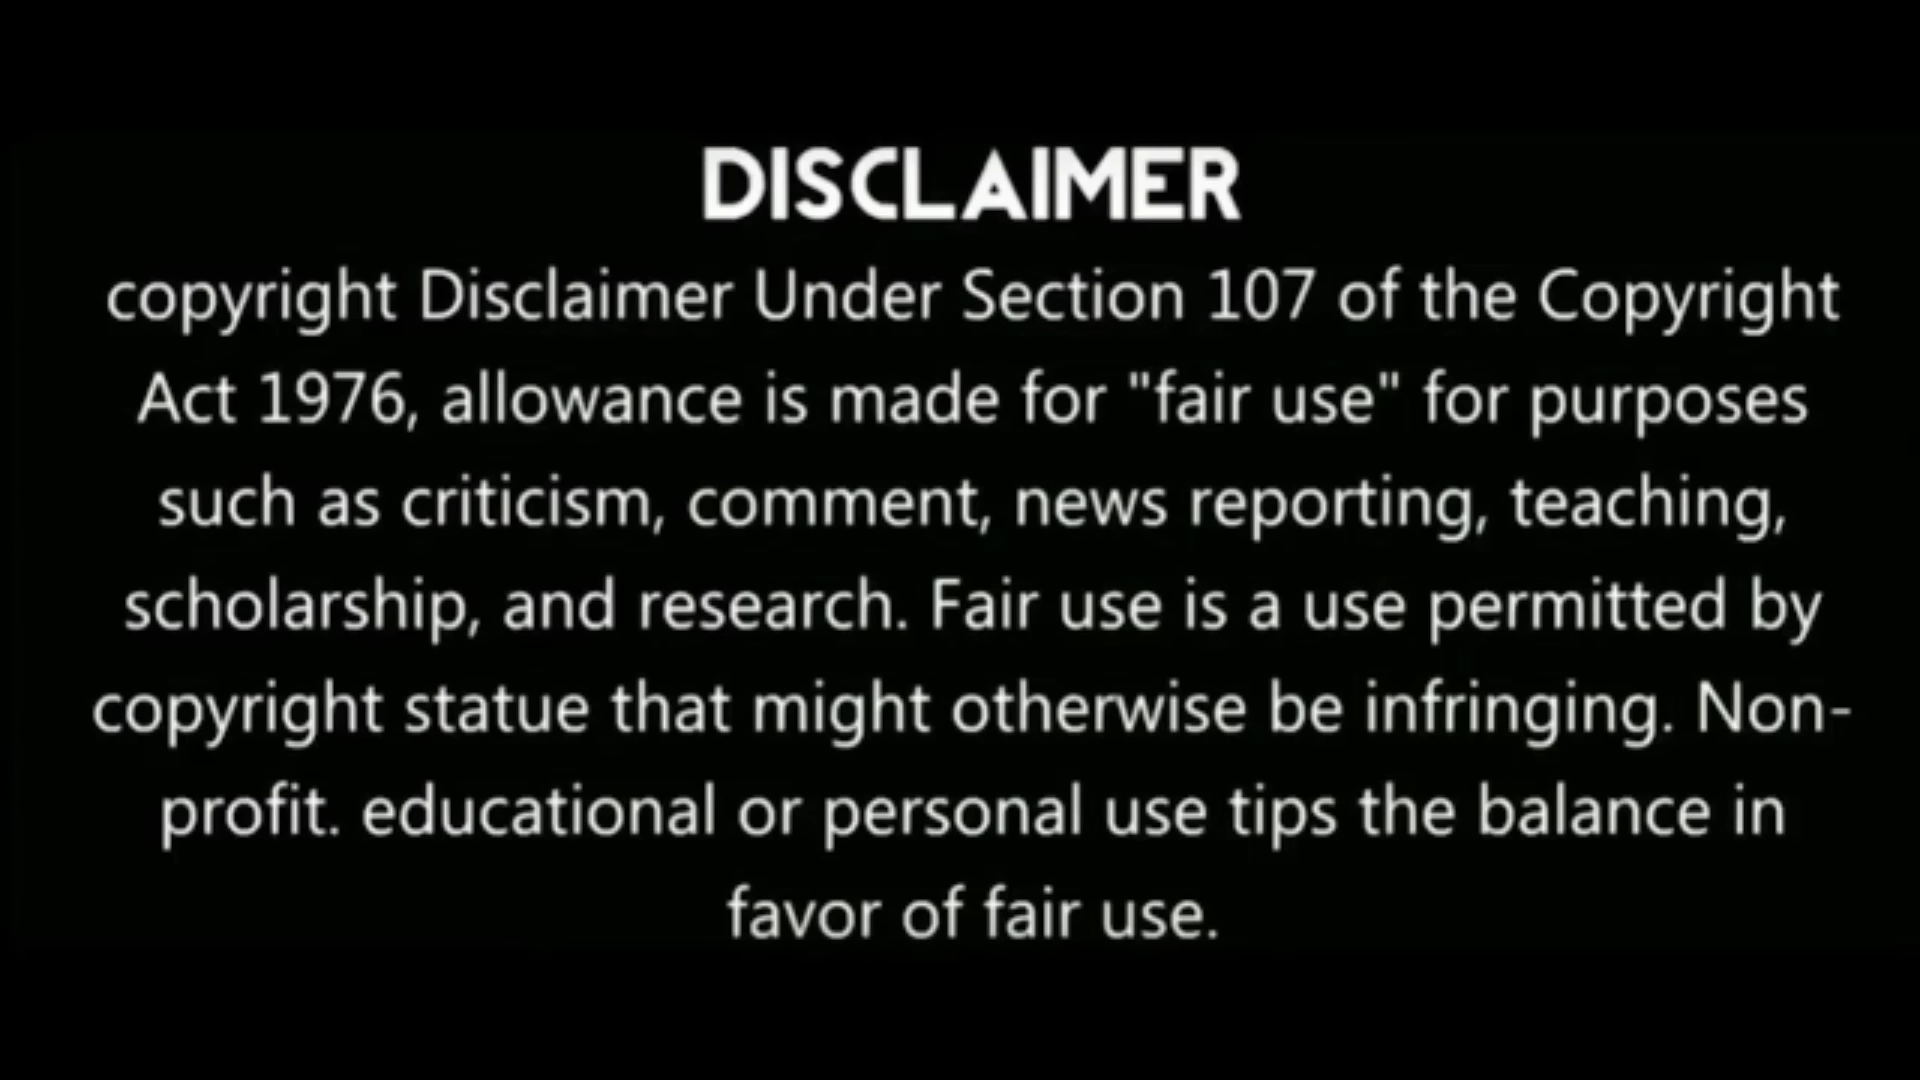 DISCLAIMER
copyright Disclaimer Under Section 107 of the Copyright
Act 1976, allowance is made for "fair use" for purposes
such as criticism, comment, news reporting, teaching,
scholarship, and research. Fair use is a use permitted by
copyright statue that might otherwise be infringing. Non-
profit. educational or personal use tips the balance in
favor of fair use.